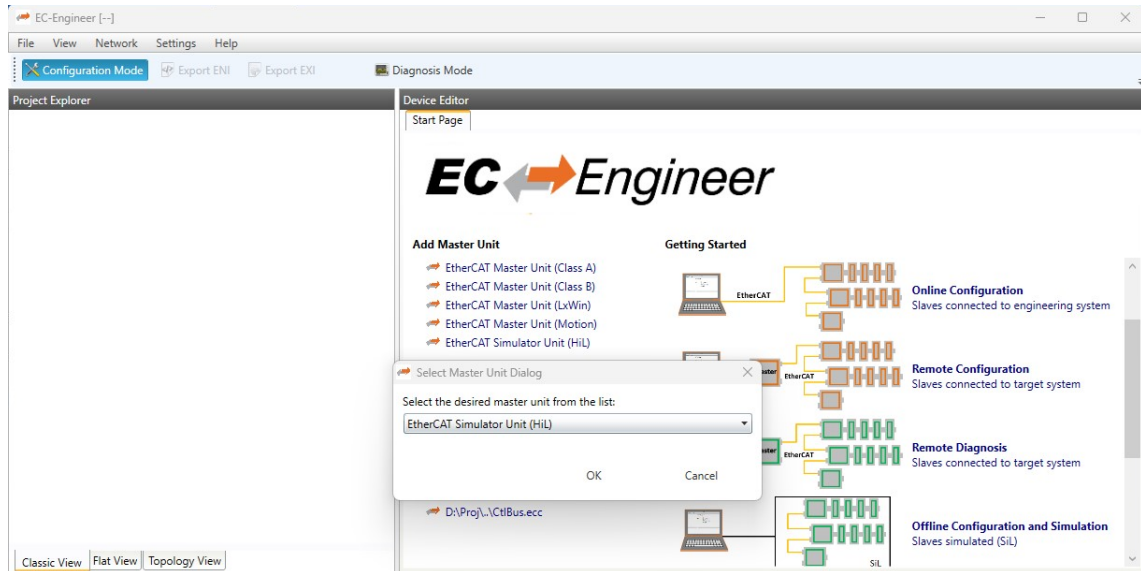 EC-Engineer [--]
File View Network Settings Help
Configuration Mode Export ENI Export EXI Diagnosis Mode
Project Explorer
Device Editor
Start Page
EC Engineer
Add Master Unit
EtherCAT Master Unit (Class A)
EtherCAT Master Unit (Class B)
EtherCAT Master Unit (LxWin)
EtherCAT Master Unit (Motion)
EtherCAT Simulator Unit (HiL)
Getting Started
EtherCAT
Online Configuration
Slaves connected to engineering system
EtherCAT
Remote Configuration
Slaves connected to target system
EtherCAT
Remote Diagnosis
Slaves connected to target system
SiL
Offline Configuration and Simulation
Slaves simulated (SiL)
Select Master Unit Dialog
Select the desired master unit from the list:
EtherCAT Simulator Unit (HiL)
OK Cancel
D:\Proj\..\CtlBus.ecc
Classic View Flat View Topology View